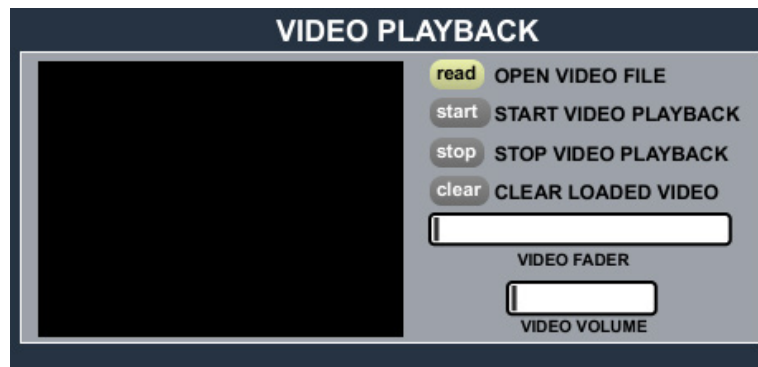 VIDEO PLAYBACK
read OPEN VIDEO FILE
start START VIDEO PLAYBACK
stop STOP VIDEO PLAYBACK
clear CLEAR LOADED VIDEO
VIDEO FADER
VIDEO VOLUME